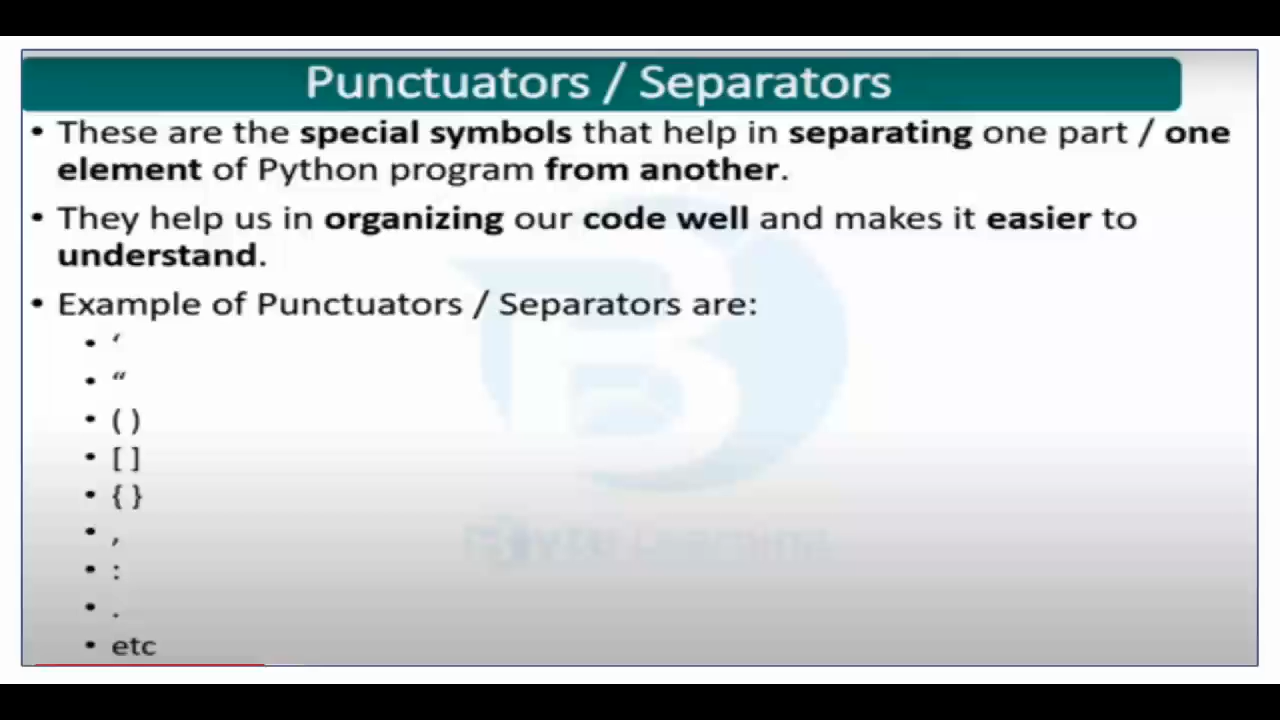 Punctuators / Separators
• These are the special symbols that help in separating one part / one
element of Python program from another.
• They help us in organizing our code well and makes it easier to
understand.
• Example of Punctuators / Separators are:
• ‘
• “
• ( )
• [ ]
• { }
• ,
• :
• .
• etc